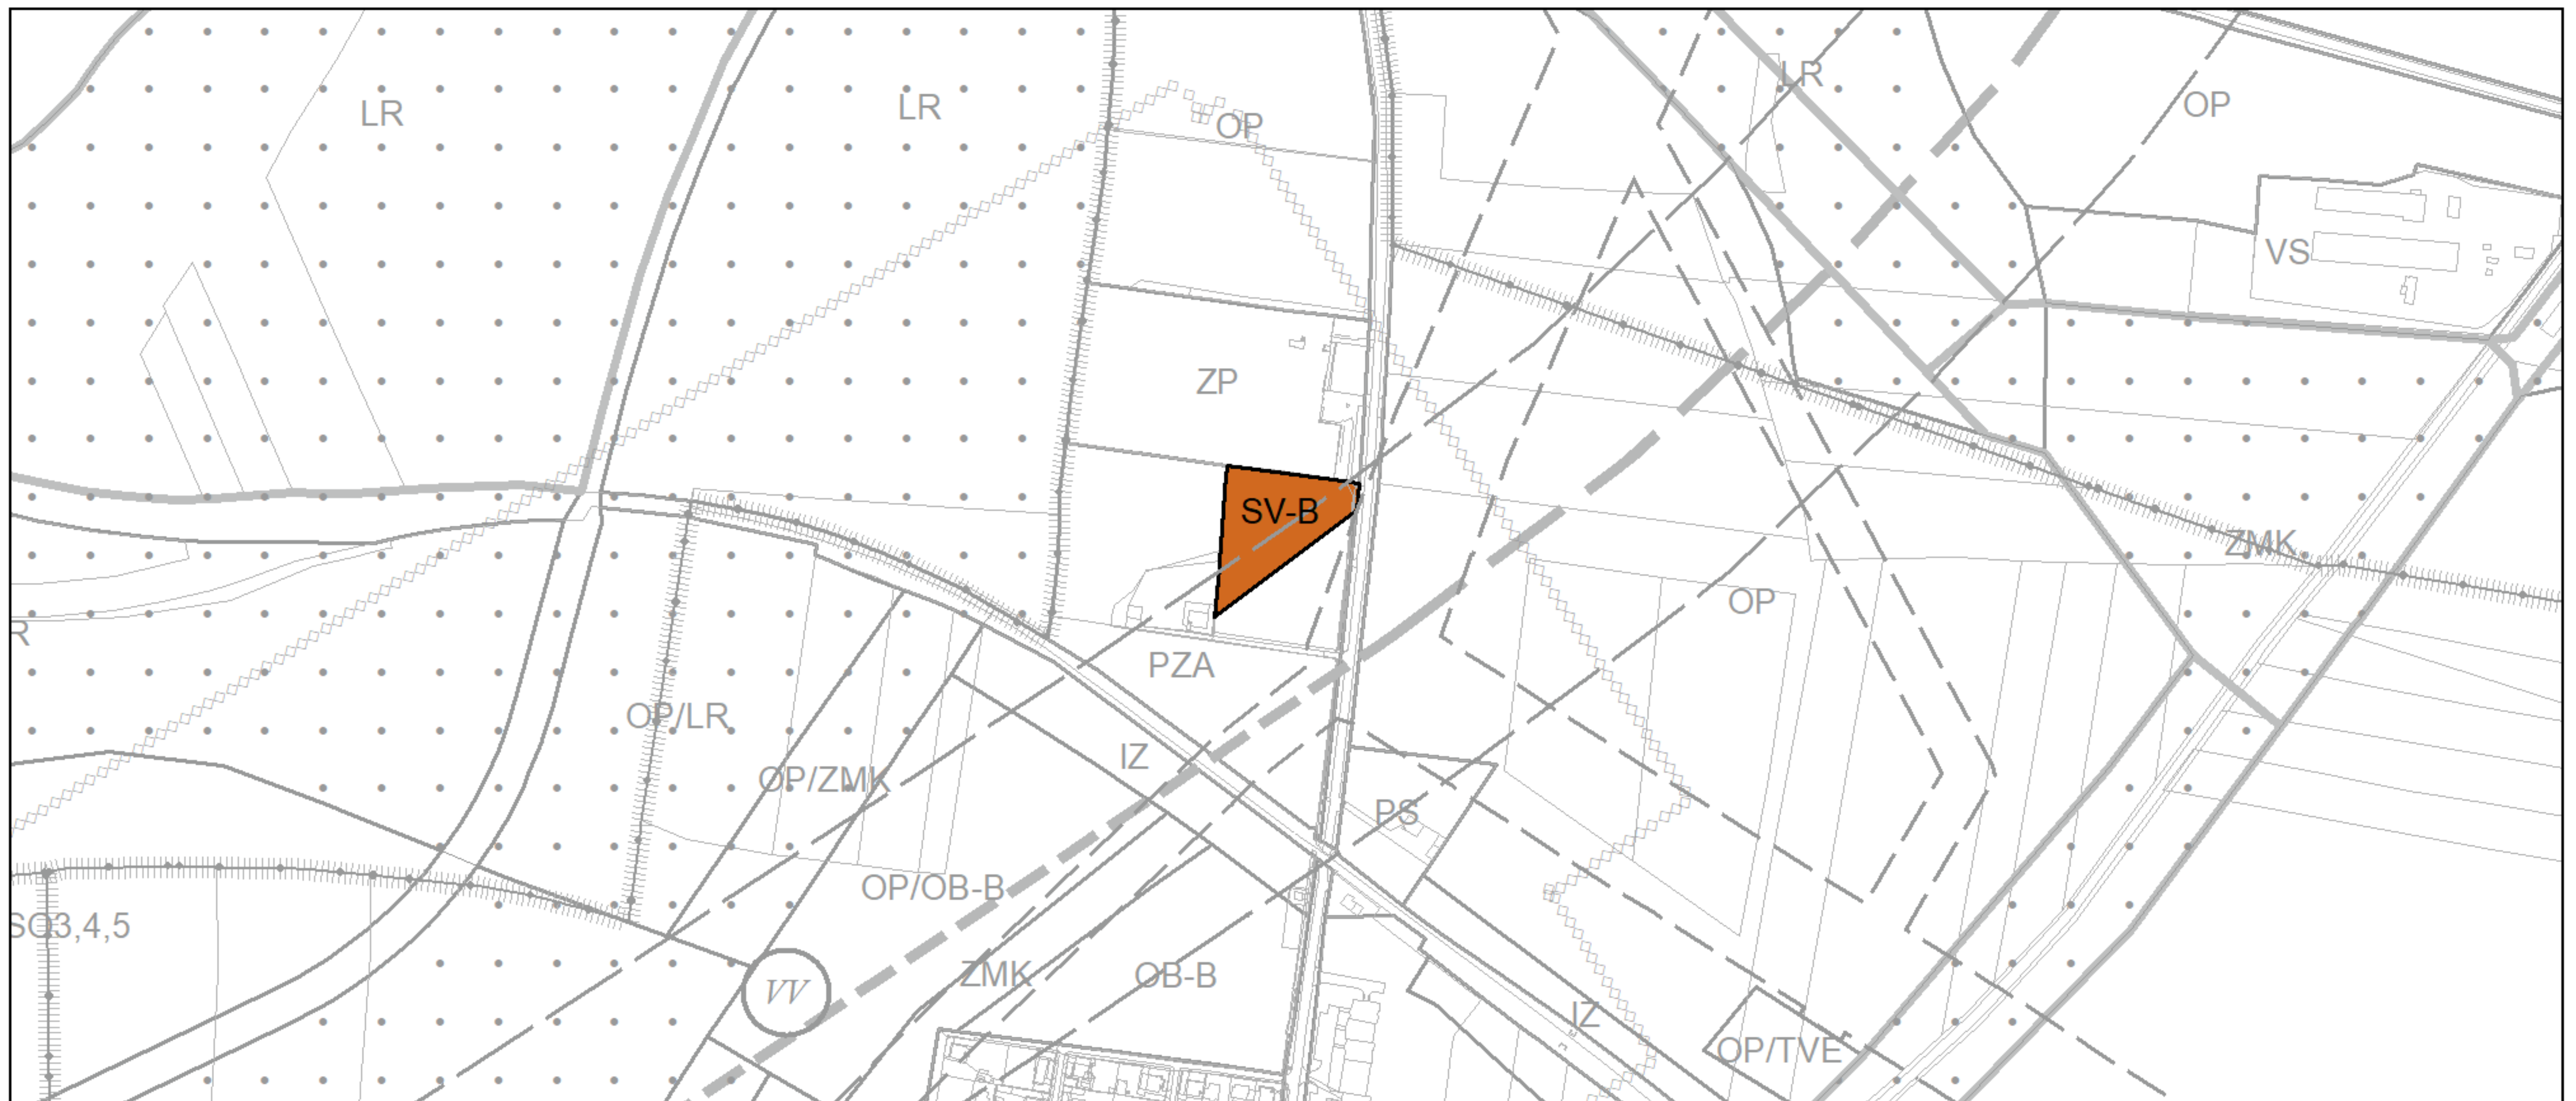 LR
LR
OP
LR
OP
VS
ZP
SV-B
ZMK
OP
R
PZA
OP/LR
IZ
OP/ZMK
PS
OP/OB-B
SO3,4,5
ZMK
OB-B
VV
IZ
OP/TVE